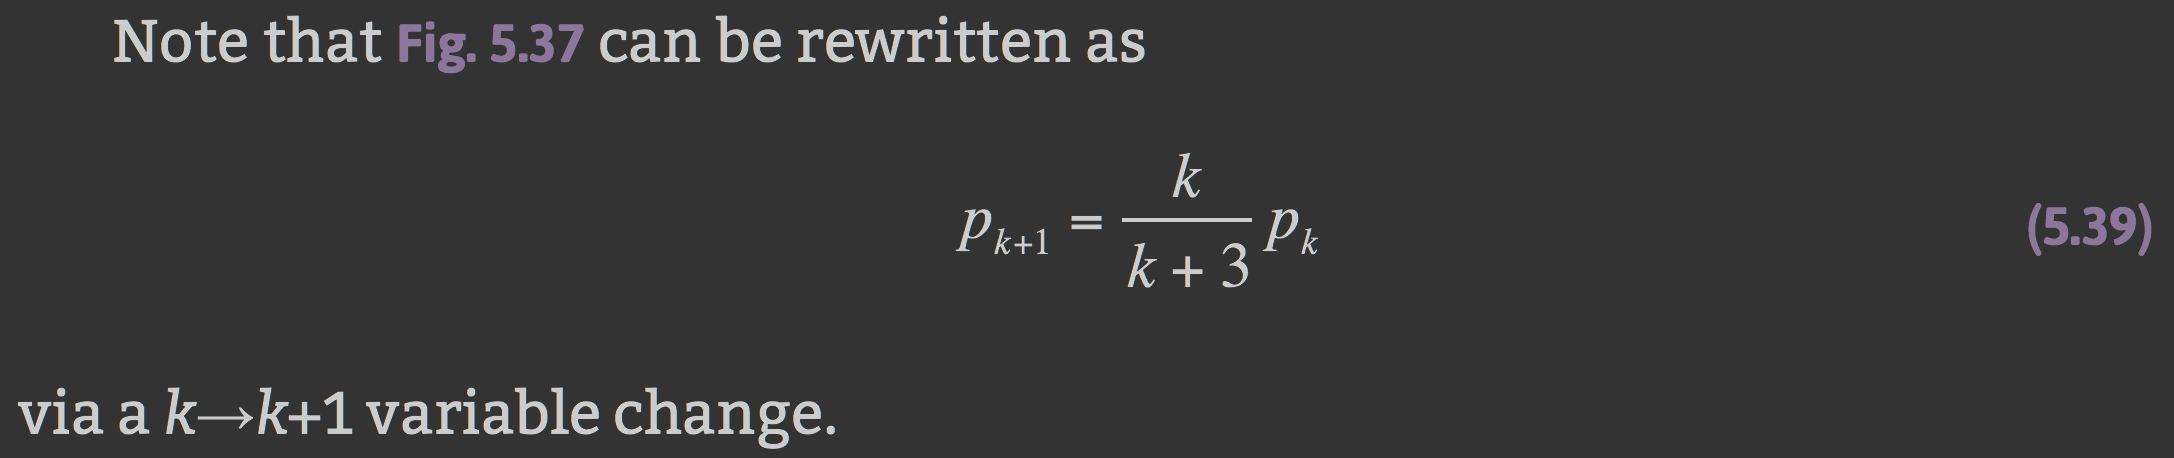 Note that Fig. 5.37 can be rewritten as
p_{k+1} = \frac{k}{k + 3} p_k (5.39)
via a k→k+1 variable change.